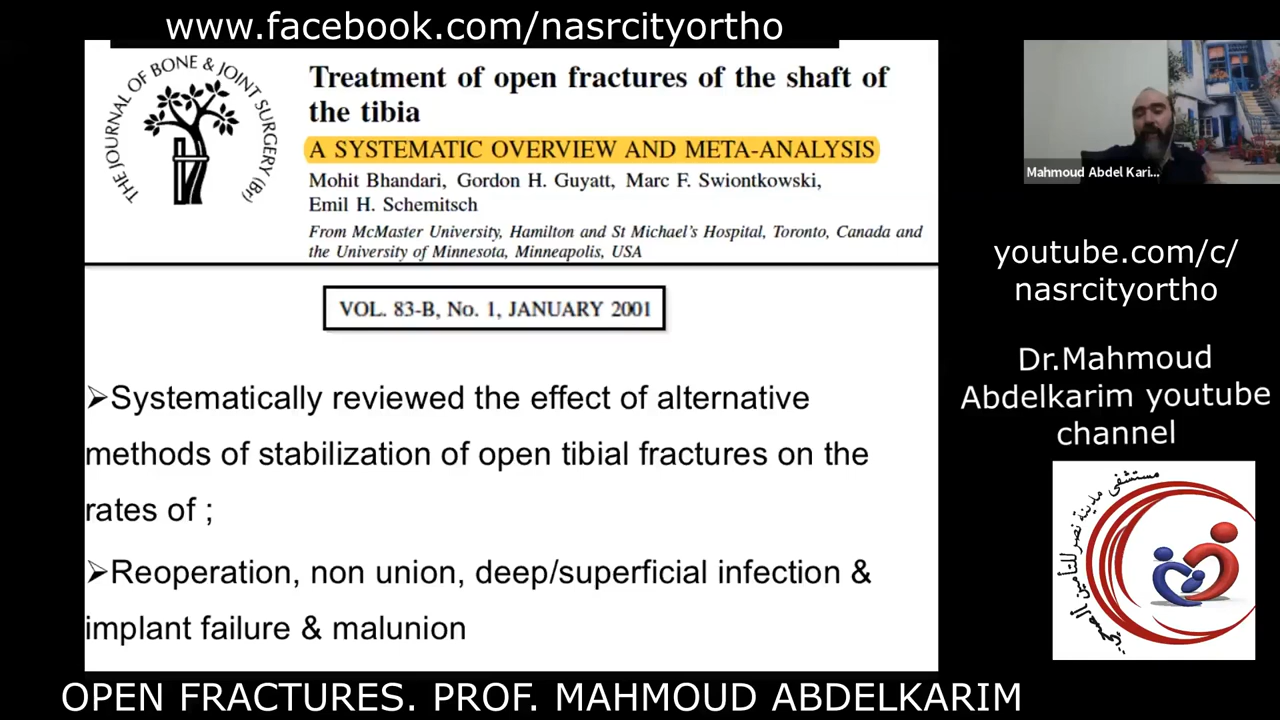 www.facebook.com/nasrcityortho
THE JOURNAL OF BONE & JOINT SURGERY (Br)
Treatment of open fractures of the shaft of
the tibia
A SYSTEMATIC OVERVIEW AND META-ANALYSIS
Mohit Bhandari, Gordon H. Guyatt, Marc F. Swiontkowski,
Emil H. Schemitsch
From McMaster University, Hamilton and St Michael's Hospital, Toronto, Canada and
the University of Minnesota, Minneapolis, USA
VOL. 83-B, No. 1, JANUARY 2001
➢Systematically reviewed the effect of alternative
methods of stabilization of open tibial fractures on the
rates of ;
➢Reoperation, non union, deep/superficial infection &
implant failure & malunion
Mahmoud Abdel Kari...
youtube.com/c/
nasrcityortho
Dr.Mahmoud
Abdelkarim youtube
channel
مستشفى مدينة نصر للتأمين الصحى
OPEN FRACTURES. PROF. MAHMOUD ABDELKARIM